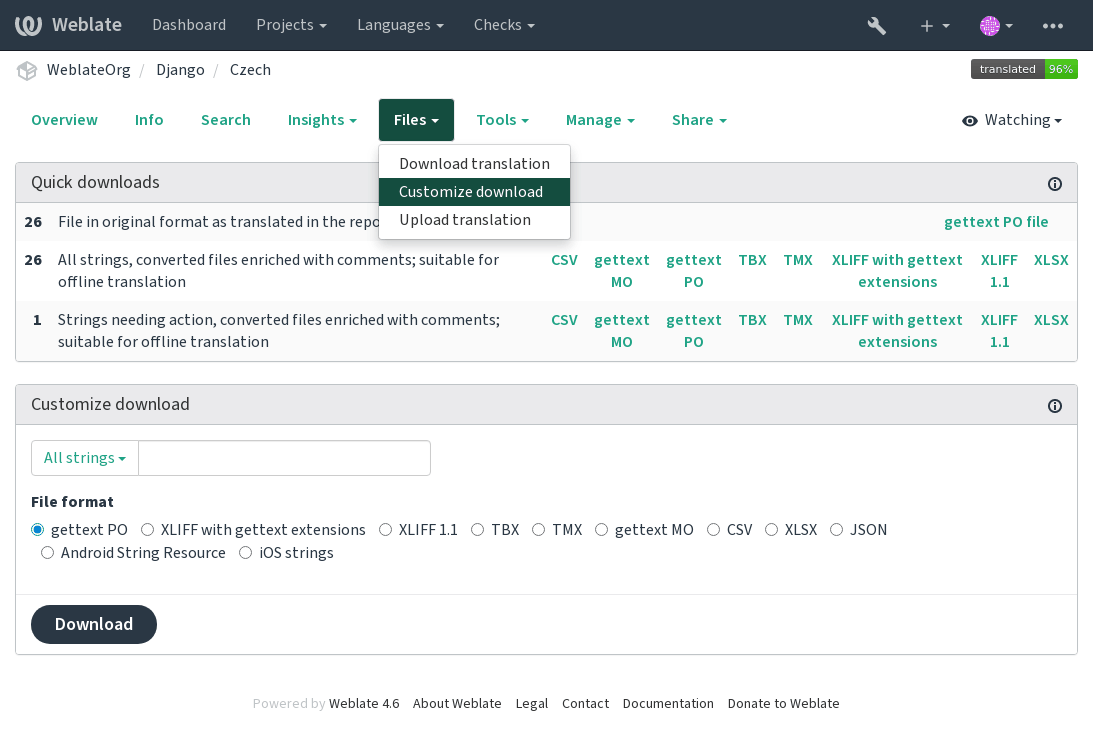 Weblate Dashboard Projects Languages Checks
WeblateOrg / Django / Czech translated 96%
Overview Info Search Insights Files Tools Manage Share Watching
Download translation
Customize download
Upload translation
Quick downloads
26 File in original format as translated in the repo gettext PO file
26 All strings, converted files enriched with comments; suitable for offline translation CSV gettext MO gettext PO TBX TMX XLIFF with gettext extensions XLIFF 1.1 XLSX
1 Strings needing action, converted files enriched with comments; suitable for offline translation CSV gettext MO gettext PO TBX TMX XLIFF with gettext extensions XLIFF 1.1 XLSX
Customize download
All strings
File format
gettext PO XLIFF with gettext extensions XLIFF 1.1 TBX TMX gettext MO CSV XLSX JSON
Android String Resource iOS strings
Download
Powered by Weblate 4.6 About Weblate Legal Contact Documentation Donate to Weblate